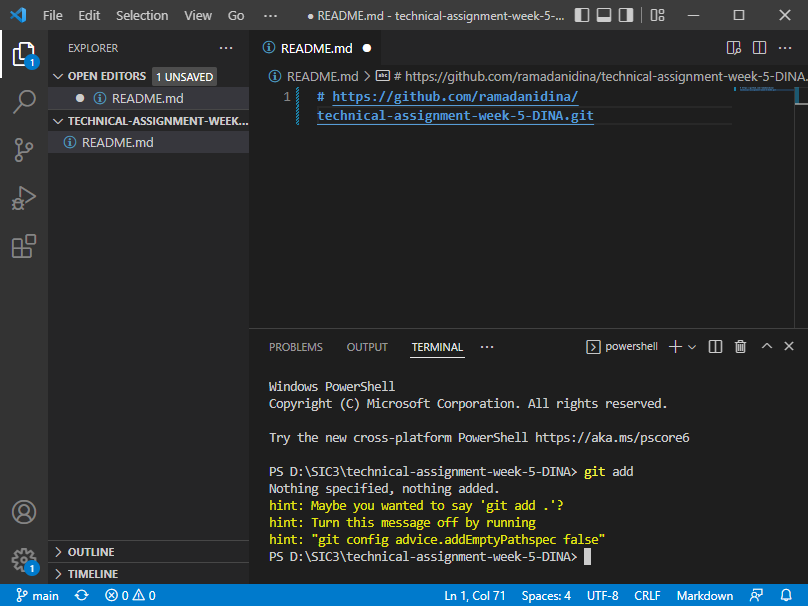 File Edit Selection View Go ··· ● README.md - technical-assignment-week-5-...
EXPLORER ···
OPEN EDITORS 1 UNSAVED
● README.md
TECHNICAL-ASSIGNMENT-WEEK...
README.md
OUTLINE
TIMELINE
1
1
README.md ●
README.md > # https://github.com/ramadanidina/technical-assignment-week-5-DINA.
1 # https://github.com/ramadanidina/
technical-assignment-week-5-DINA.git
PROBLEMS OUTPUT TERMINAL ··· powershell
Windows PowerShell
Copyright (C) Microsoft Corporation. All rights reserved.
Try the new cross-platform PowerShell https://aka.ms/pscore6
PS D:\SIC3\technical-assignment-week-5-DINA> git add
Nothing specified, nothing added.
hint: Maybe you wanted to say 'git add .'?
hint: Turn this message off by running
hint: "git config advice.addEmptyPathspec false"
PS D:\SIC3\technical-assignment-week-5-DINA>
main 0 0 Ln 1, Col 71 Spaces: 4 UTF-8 CRLF Markdown